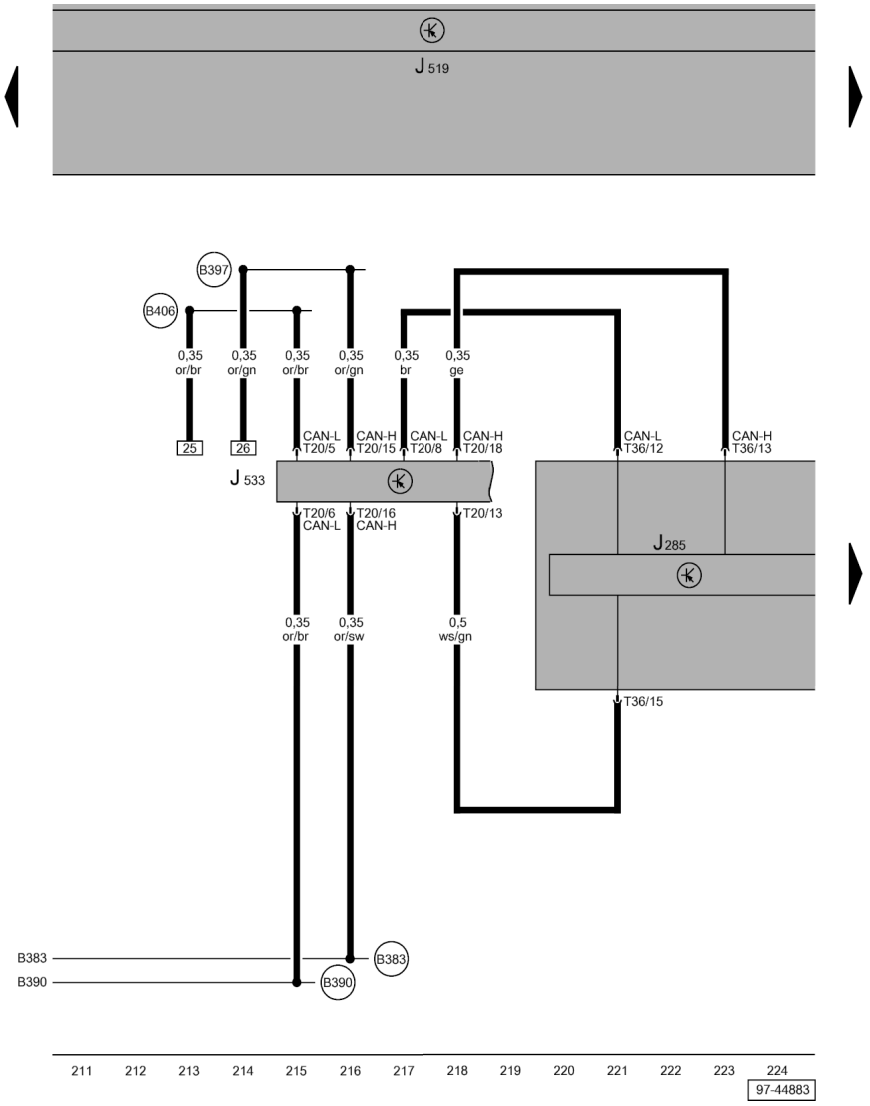 J 519
B397
B406
0,35 0,35 0,35 0,35 0,35 0,35
or/br or/gn or/br or/gn br ge
25 26
CAN-L CAN-H CAN-L CAN-H CAN-L CAN-H
T20/5 T20/15 T20/8 T20/18 T36/12 T36/13
J 533
T20/6 T20/16 T20/13
CAN-L CAN-H
J 285
0,35 0,35 0,5
or/br or/sw ws/gn
T36/15
B383 B383
B390 B390
211 212 213 214 215 216 217 218 219 220 221 222 223 224
97-44883